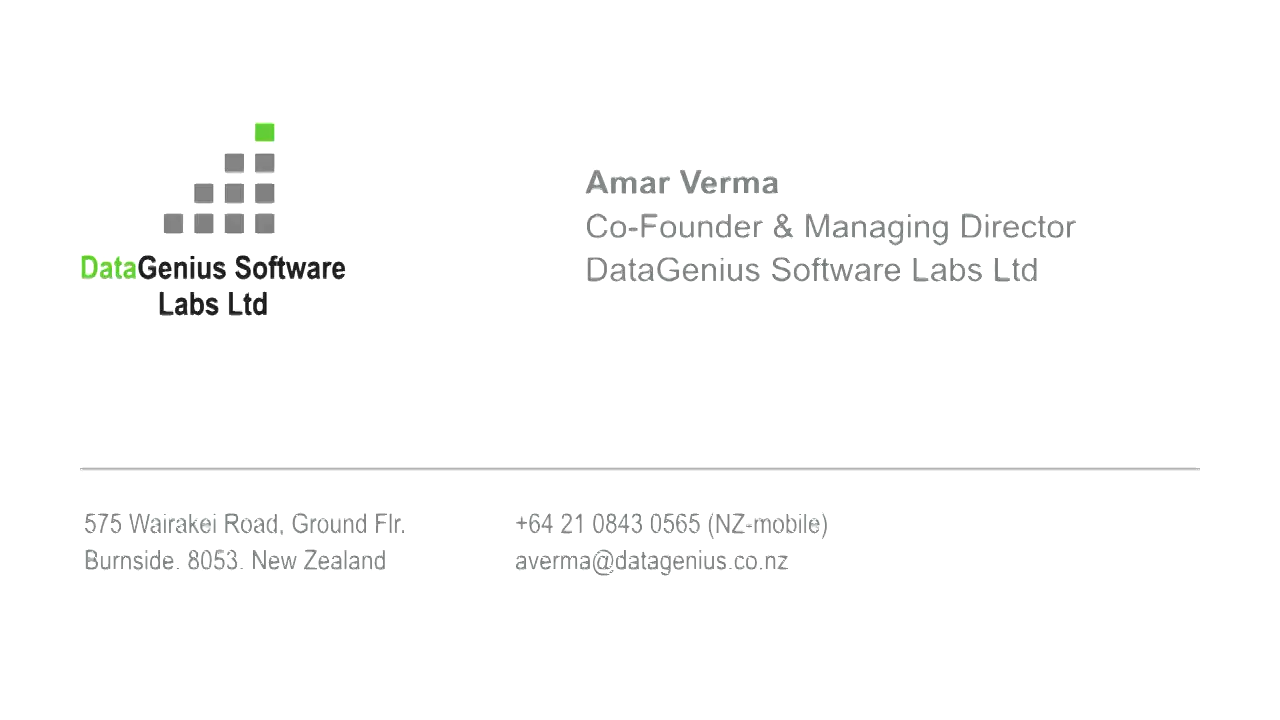 DataGenius Software
Labs Ltd
Amar Verma
Co-Founder & Managing Director
DataGenius Software Labs Ltd
575 Wairakei Road, Ground Flr.
Burnside. 8053. New Zealand
+64 21 0843 0565 (NZ-mobile)
averma@datagenius.co.nz